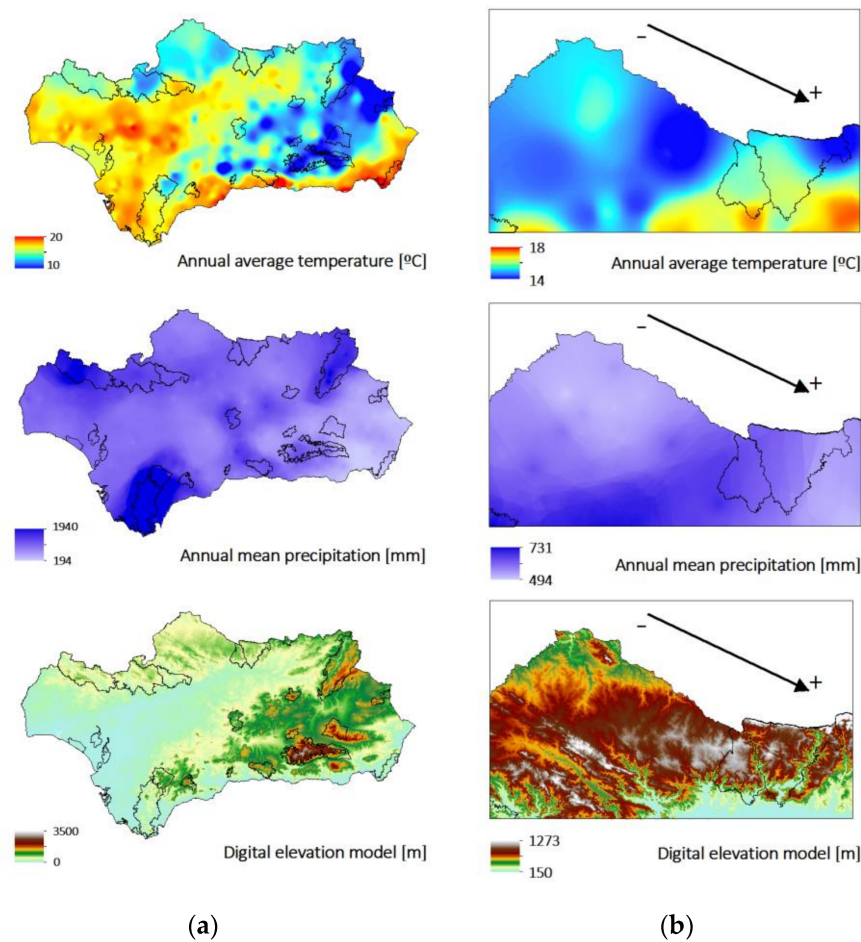 − +
20
10
Annual average temperature [ºC]
18
14
Annual average temperature [ºC]
− +
1940
194
Annual mean precipitation [mm]
731
494
Annual mean precipitation [mm]
− +
3500
0
Digital elevation model [m]
1273
150
Digital elevation model [m]
(a)
(b)